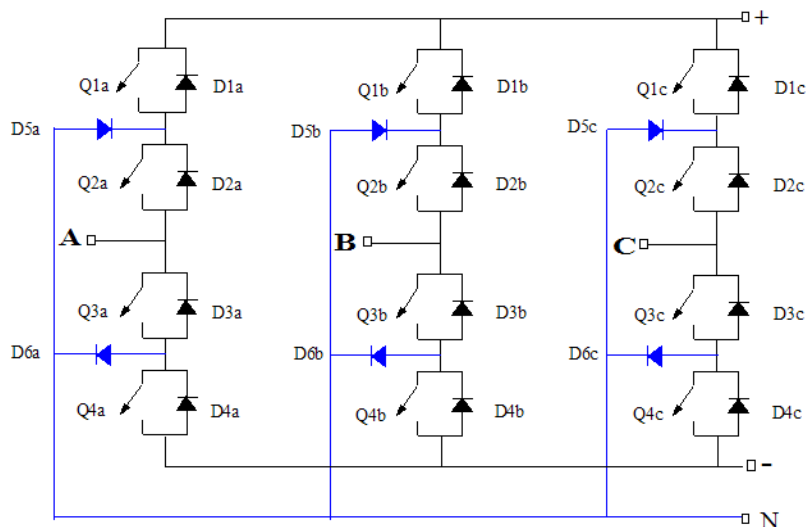 +
Q1a D1a Q1b D1b Q1c D1c
D5a D5b D5c
Q2a D2a Q2b D2b Q2c D2c
A B C
Q3a D3a Q3b D3b Q3c D3c
D6a D6b D6c
Q4a D4a Q4b D4b Q4c D4c
-
N